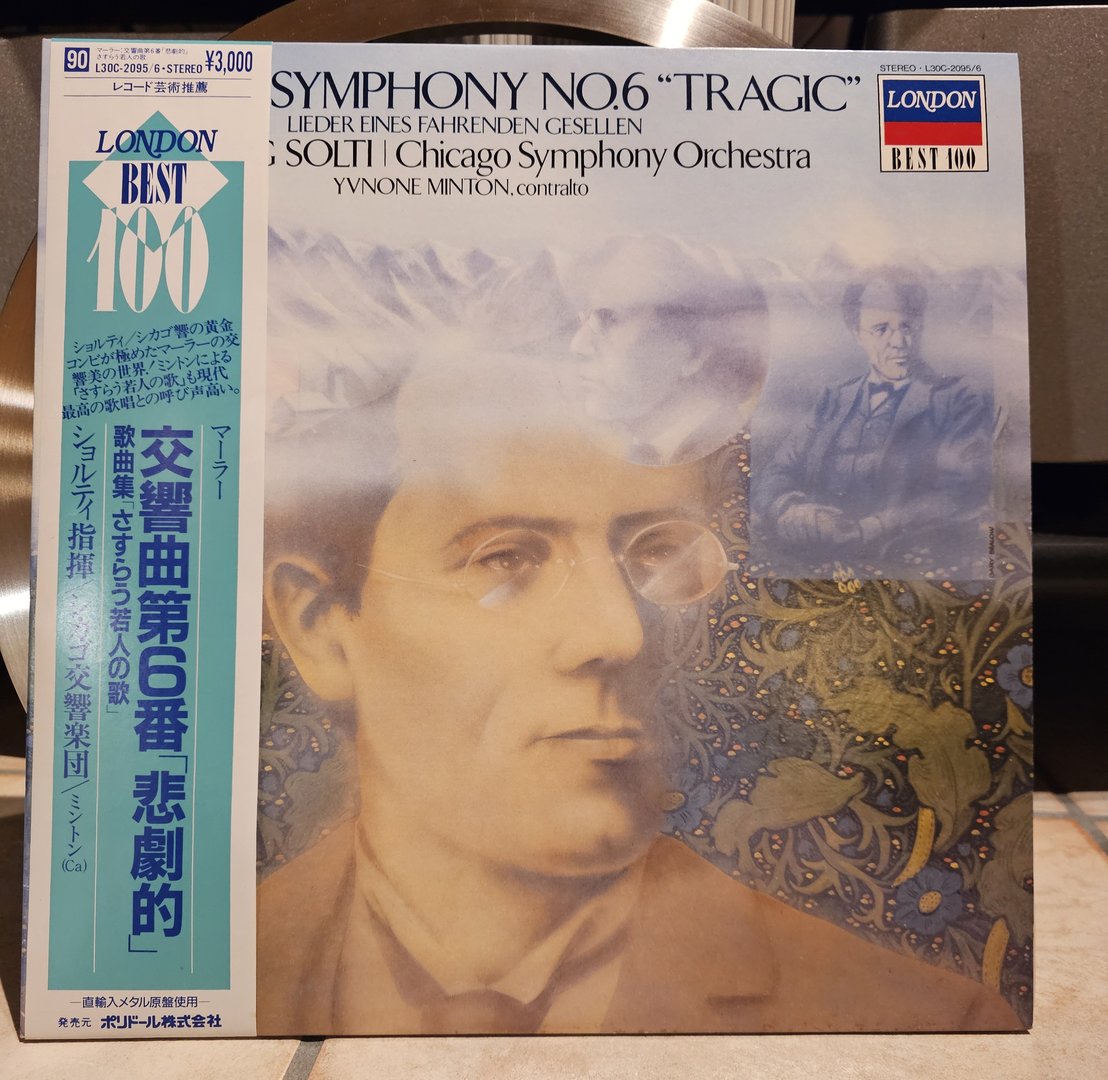 90
マーラー:交響曲第6番「悲劇的」
さすらう若人の歌
L30C-2095/6・STEREO ¥3,000
レコード芸術推薦
LONDON
BEST
100
ショルティ/シカゴ響の黄金
コンビが極めたマーラーの交
響美の世界!ミントンによる
「さすらう若人の歌」も現代
最高の歌唱との呼び声高い。
マーラー
交響曲第6番「悲劇的」
歌曲集「さすらう若人の歌」
ショルティ指揮/シカゴ交響楽団/ミントン(Ca)
—直輸入メタル原盤使用—
発売元 ポリドール株式会社
SYMPHONY NO.6 “TRAGIC”
LIEDER EINES FAHRENDEN GESELLEN
G SOLTI | Chicago Symphony Orchestra
YVNONE MINTON, contralto
STEREO · L30C-2095/6
LONDON
BEST 100